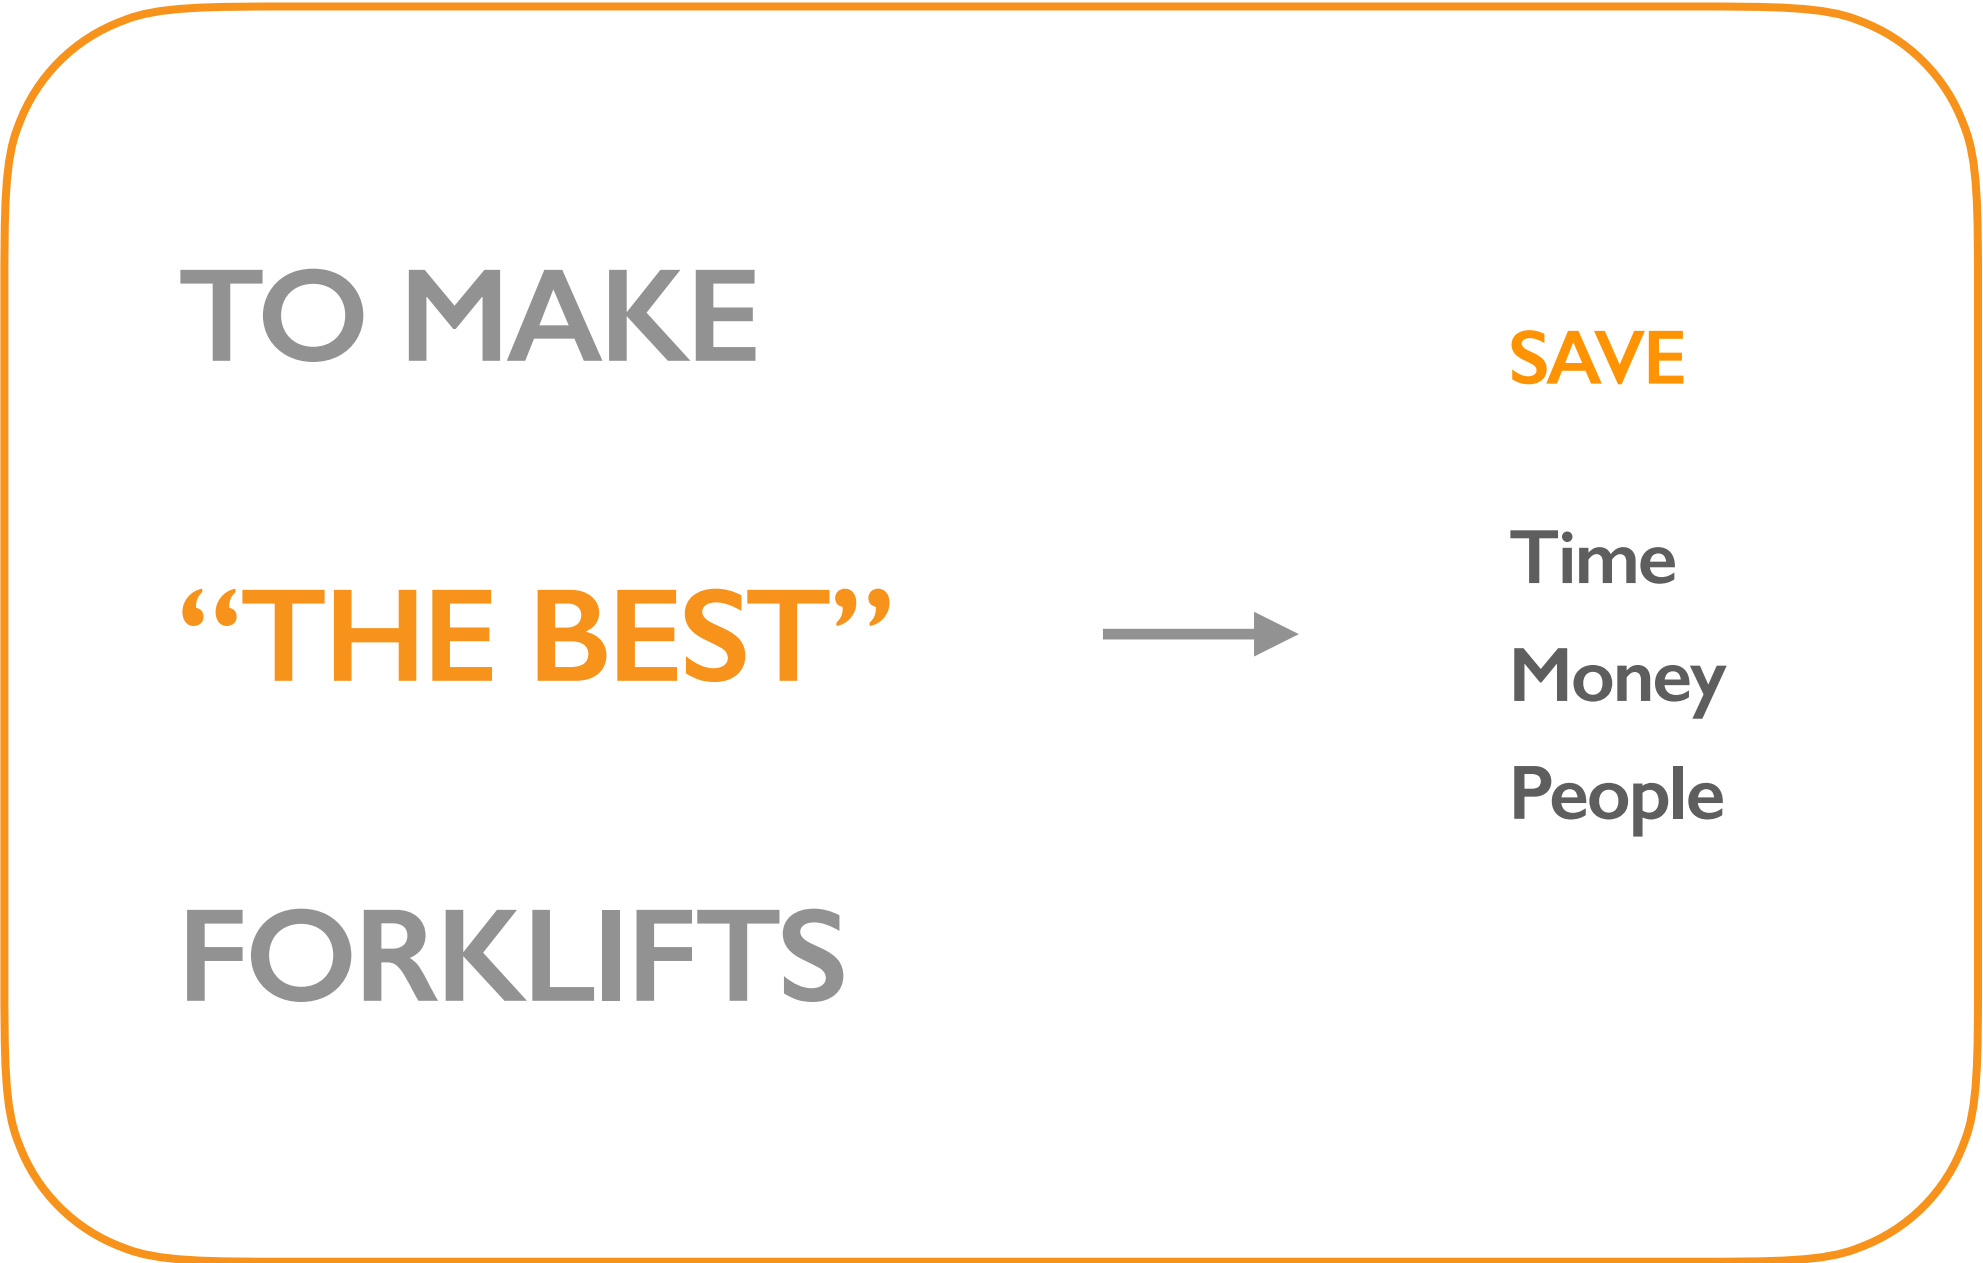 TO MAKE
“THE BEST”
FORKLIFTS
SAVE
Time
Money
People